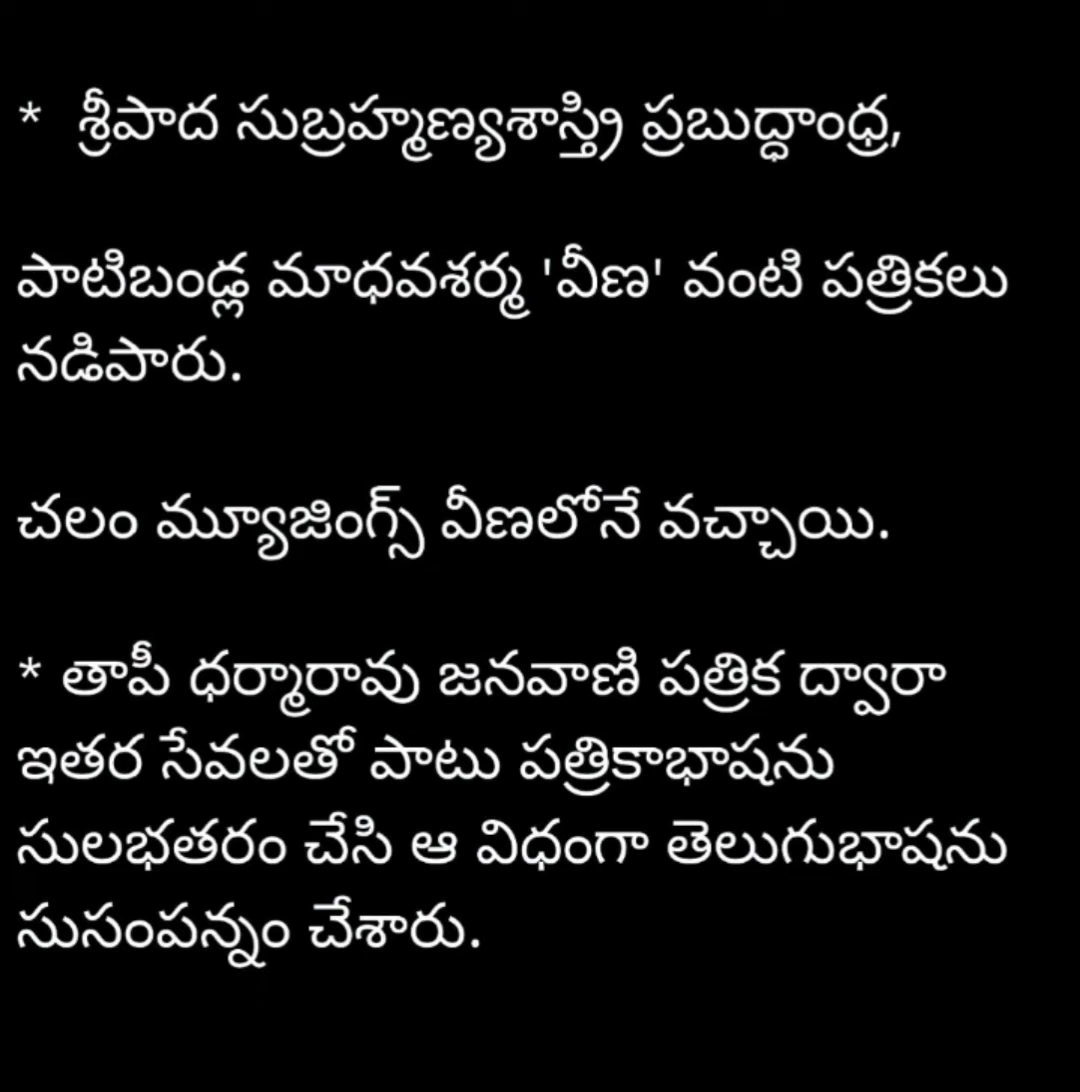 * శ్రీపాద సుబ్రహ్మణ్యశాస్త్రి ప్రబుద్ధాంధ్ర,
పాటిబండ్ల మాధవశర్మ 'వీణ' వంటి పత్రికలు
నడిపారు.
చలం మ్యూజింగ్స్ వీణలోనే వచ్చాయి.
* తాపీ ధర్మారావు జనవాణి పత్రిక ద్వారా
ఇతర సేవలతో పాటు పత్రికాభాషను
సులభతరం చేసి ఆ విధంగా తెలుగుభాషను
సుసంపన్నం చేశారు.